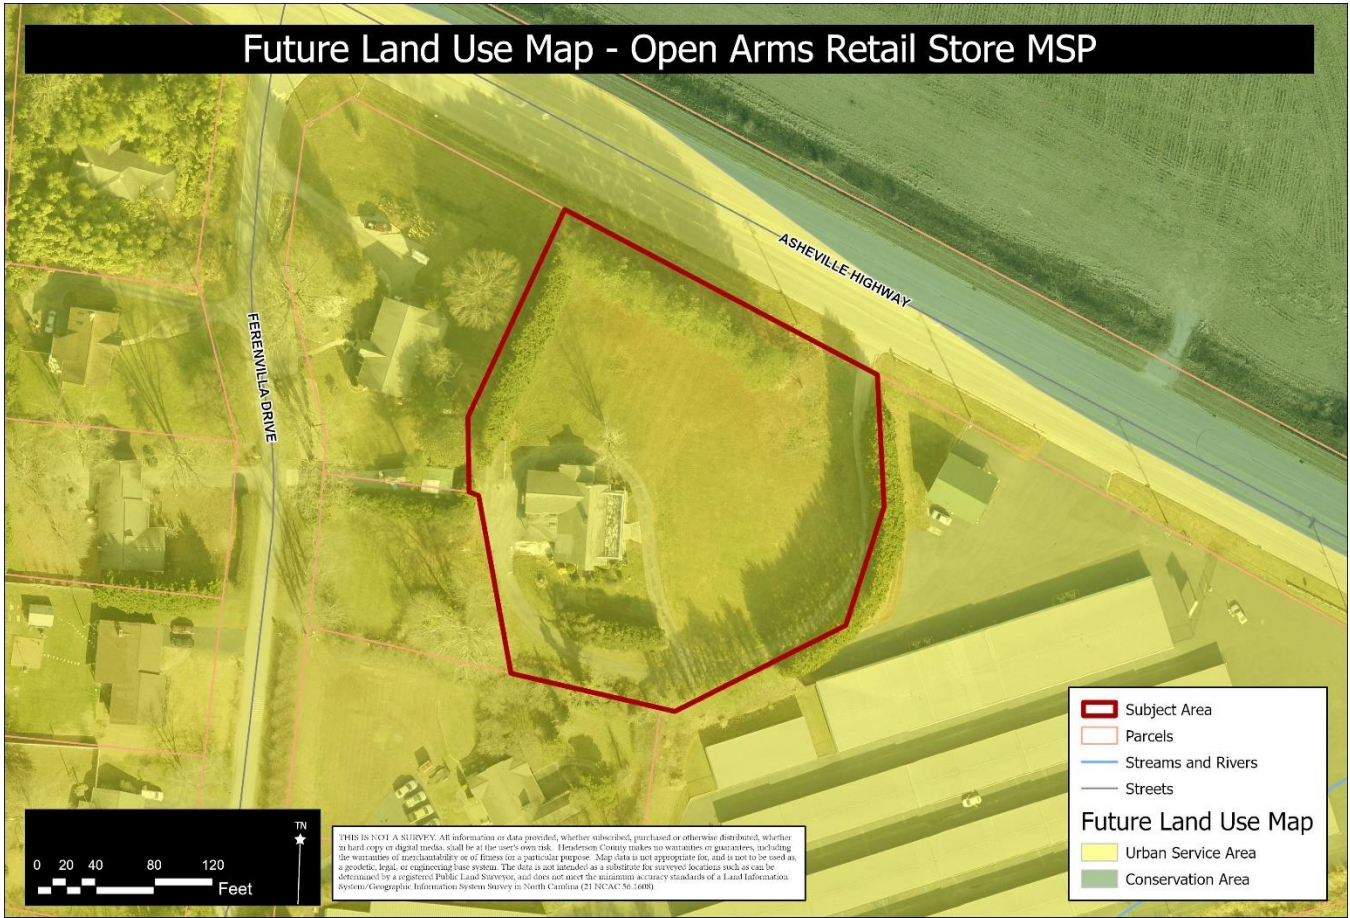 Future Land Use Map - Open Arms Retail Store MSP
ASHEVILLE HIGHWAY
FERENVILLA DRIVE
Subject Area
Parcels
Streams and Rivers
Streets
Future Land Use Map
Urban Service Area
Conservation Area
TN
0 20 40 80 120
Feet
THIS IS NOT A SURVEY. All information or data provided, whether subscribed, purchased or otherwise distributed, whether
in hard copy or digital media, shall be at the user's own risk. Henderson County makes no warranties or guarantees, including
the warranties of merchantability or of fitness for a particular purpose. Map data is not appropriate for, and is not to be used as,
a geodetic, legal, or engineering base system. The data is not intended as a substitute for surveyed locations such as can be
determined by a registered Public Land Surveyor, and does not meet the minimum accuracy standards of a Land Information
System/Geographic Information System Survey in North Carolina (21 NCAC 56.1608).